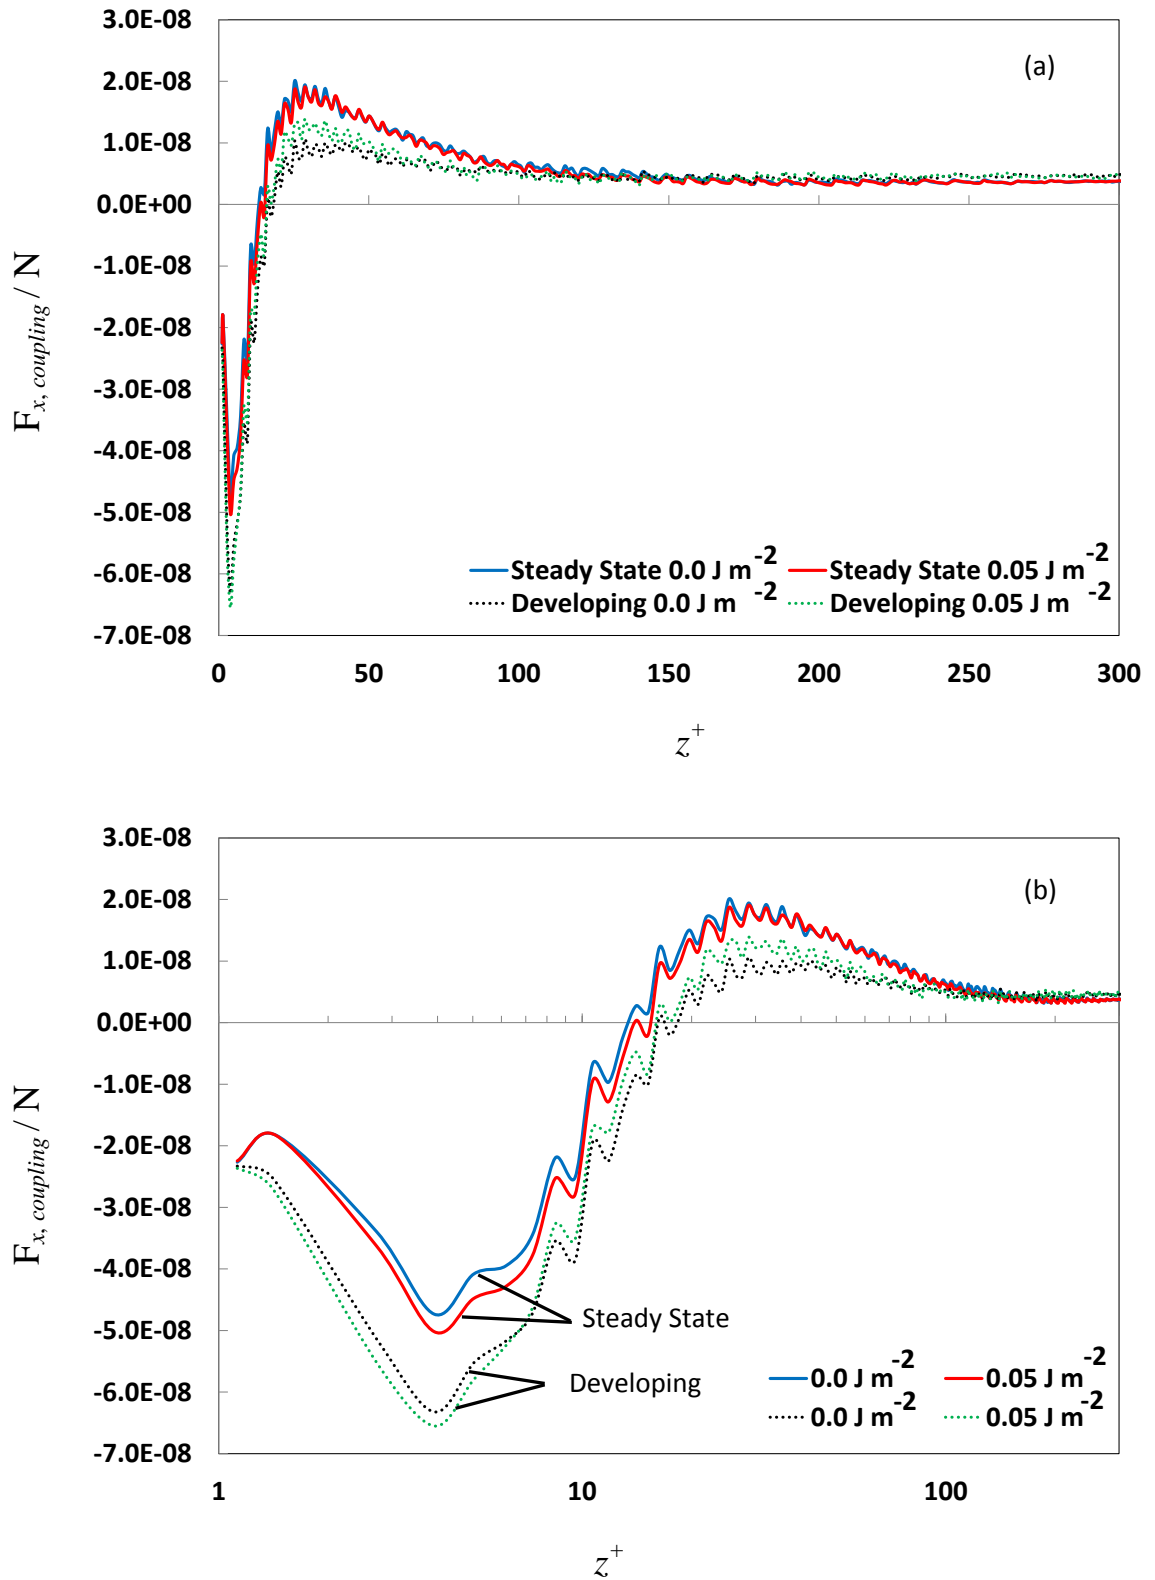 3.0E-08
(a)
2.0E-08
1.0E-08
0.0E+00
-1.0E-08
-2.0E-08
-3.0E-08
-4.0E-08
-5.0E-08
-6.0E-08
-7.0E-08
F x, coupling / N
Steady State 0.0 J m -2
Steady State 0.05 J m -2
Developing 0.0 J m -2
Developing 0.05 J m -2
0 50 100 150 200 250 300
z+
3.0E-08
(b)
2.0E-08
1.0E-08
0.0E+00
-1.0E-08
-2.0E-08
-3.0E-08
-4.0E-08
-5.0E-08
-6.0E-08
-7.0E-08
F x, coupling / N
Steady State
Developing
0.0 J m-2
0.05 J m-2
0.0 J m-2
0.05 J m-2
1 10 100
z+